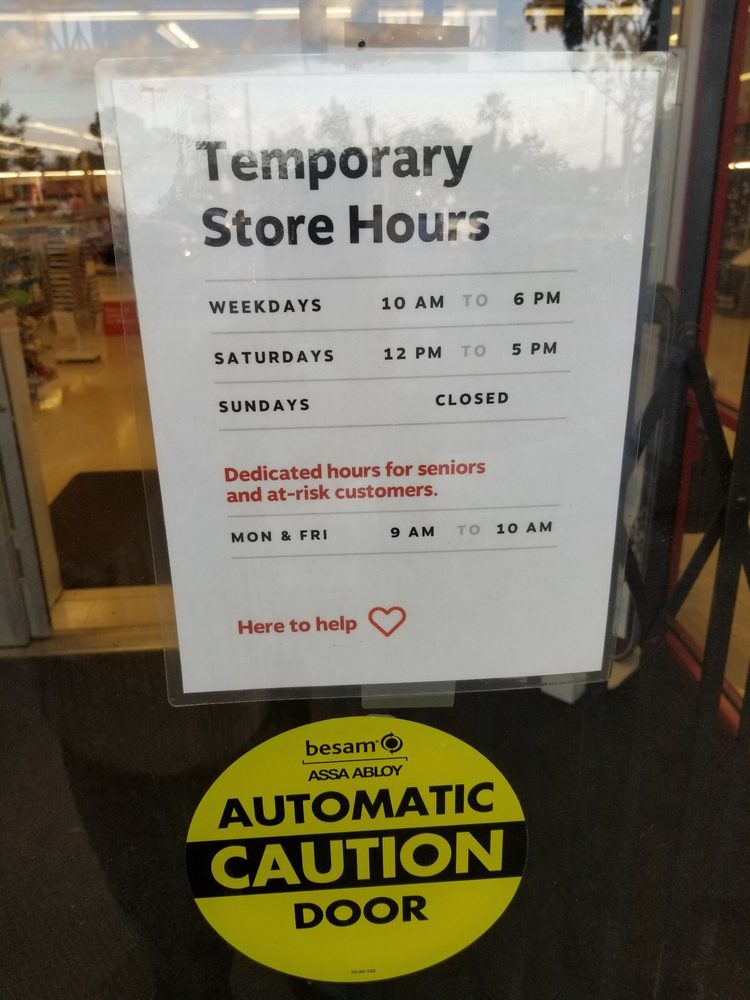 Temporary
Store Hours
WEEKDAYS 10 AM TO 6 PM
SATURDAYS 12 PM TO 5 PM
SUNDAYS CLOSED
Dedicated hours for seniors
and at-risk customers.
MON & FRI 9 AM TO 10 AM
Here to help
besam
ASSA ABLOY
AUTOMATIC
CAUTION
DOOR